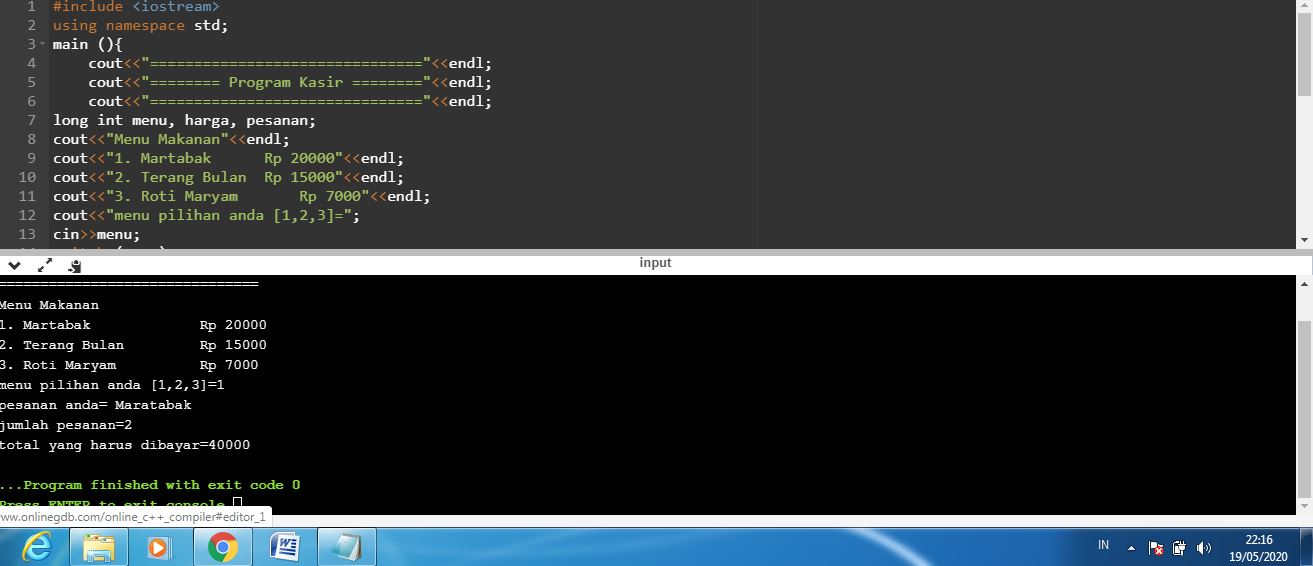 1 #include <iostream>
2 using namespace std;
3 main (){
4 cout<<"==============================="<<endl;
5 cout<<"======== Program Kasir ========"<<endl;
6 cout<<"==============================="<<endl;
7 long int menu, harga, pesanan;
8 cout<<"Menu Makanan"<<endl;
9 cout<<"1. Martabak      Rp 20000"<<endl;
10 cout<<"2. Terang Bulan  Rp 15000"<<endl;
11 cout<<"3. Roti Maryam       Rp 7000"<<endl;
12 cout<<"menu pilihan anda [1,2,3]=";
13 cin>>menu;
input
===============================
Menu Makanan
1. Martabak             Rp 20000
2. Terang Bulan         Rp 15000
3. Roti Maryam          Rp 7000
menu pilihan anda [1,2,3]=1
pesanan anda= Maratabak
jumlah pesanan=2
total yang harus dibayar=40000
...Program finished with exit code 0
Press ENTER to exit console.
ww.onlinegdb.com/online_c++_compiler#editor_1
IN
22:16
19/05/2020